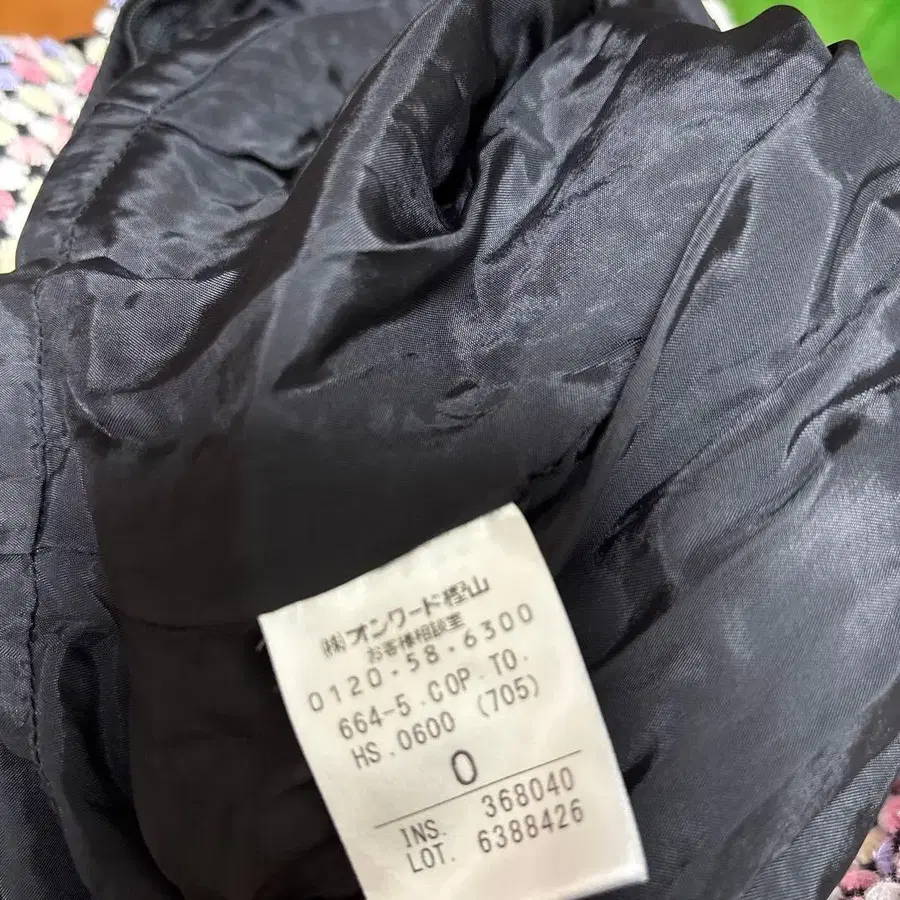 ㈱オンワード樫山
お客様相談室
0120・58・6300
664-5.COP.TO.
HS.0600 (705)
0
INS. 368040
LOT. 6388426